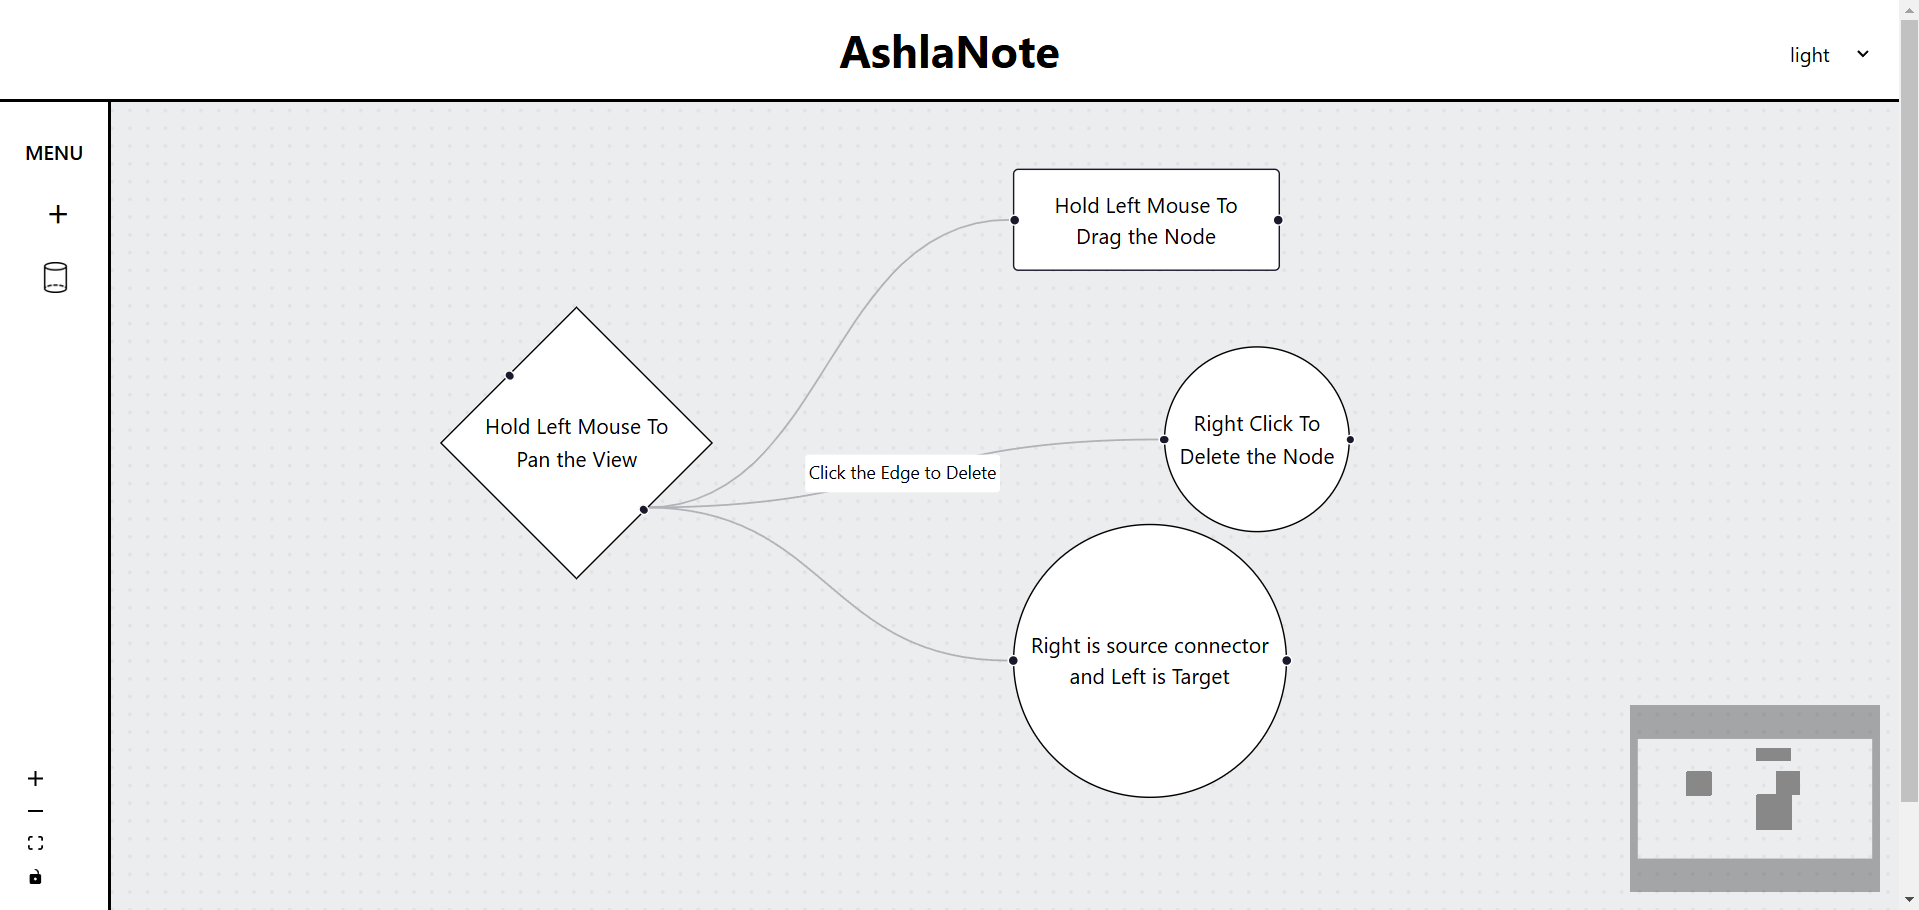 AshlaNote
light
MENU
Hold Left Mouse To
Drag the Node
Hold Left Mouse To
Pan the View
Right Click To
Delete the Node
Click the Edge to Delete
Right is source connector
and Left is Target